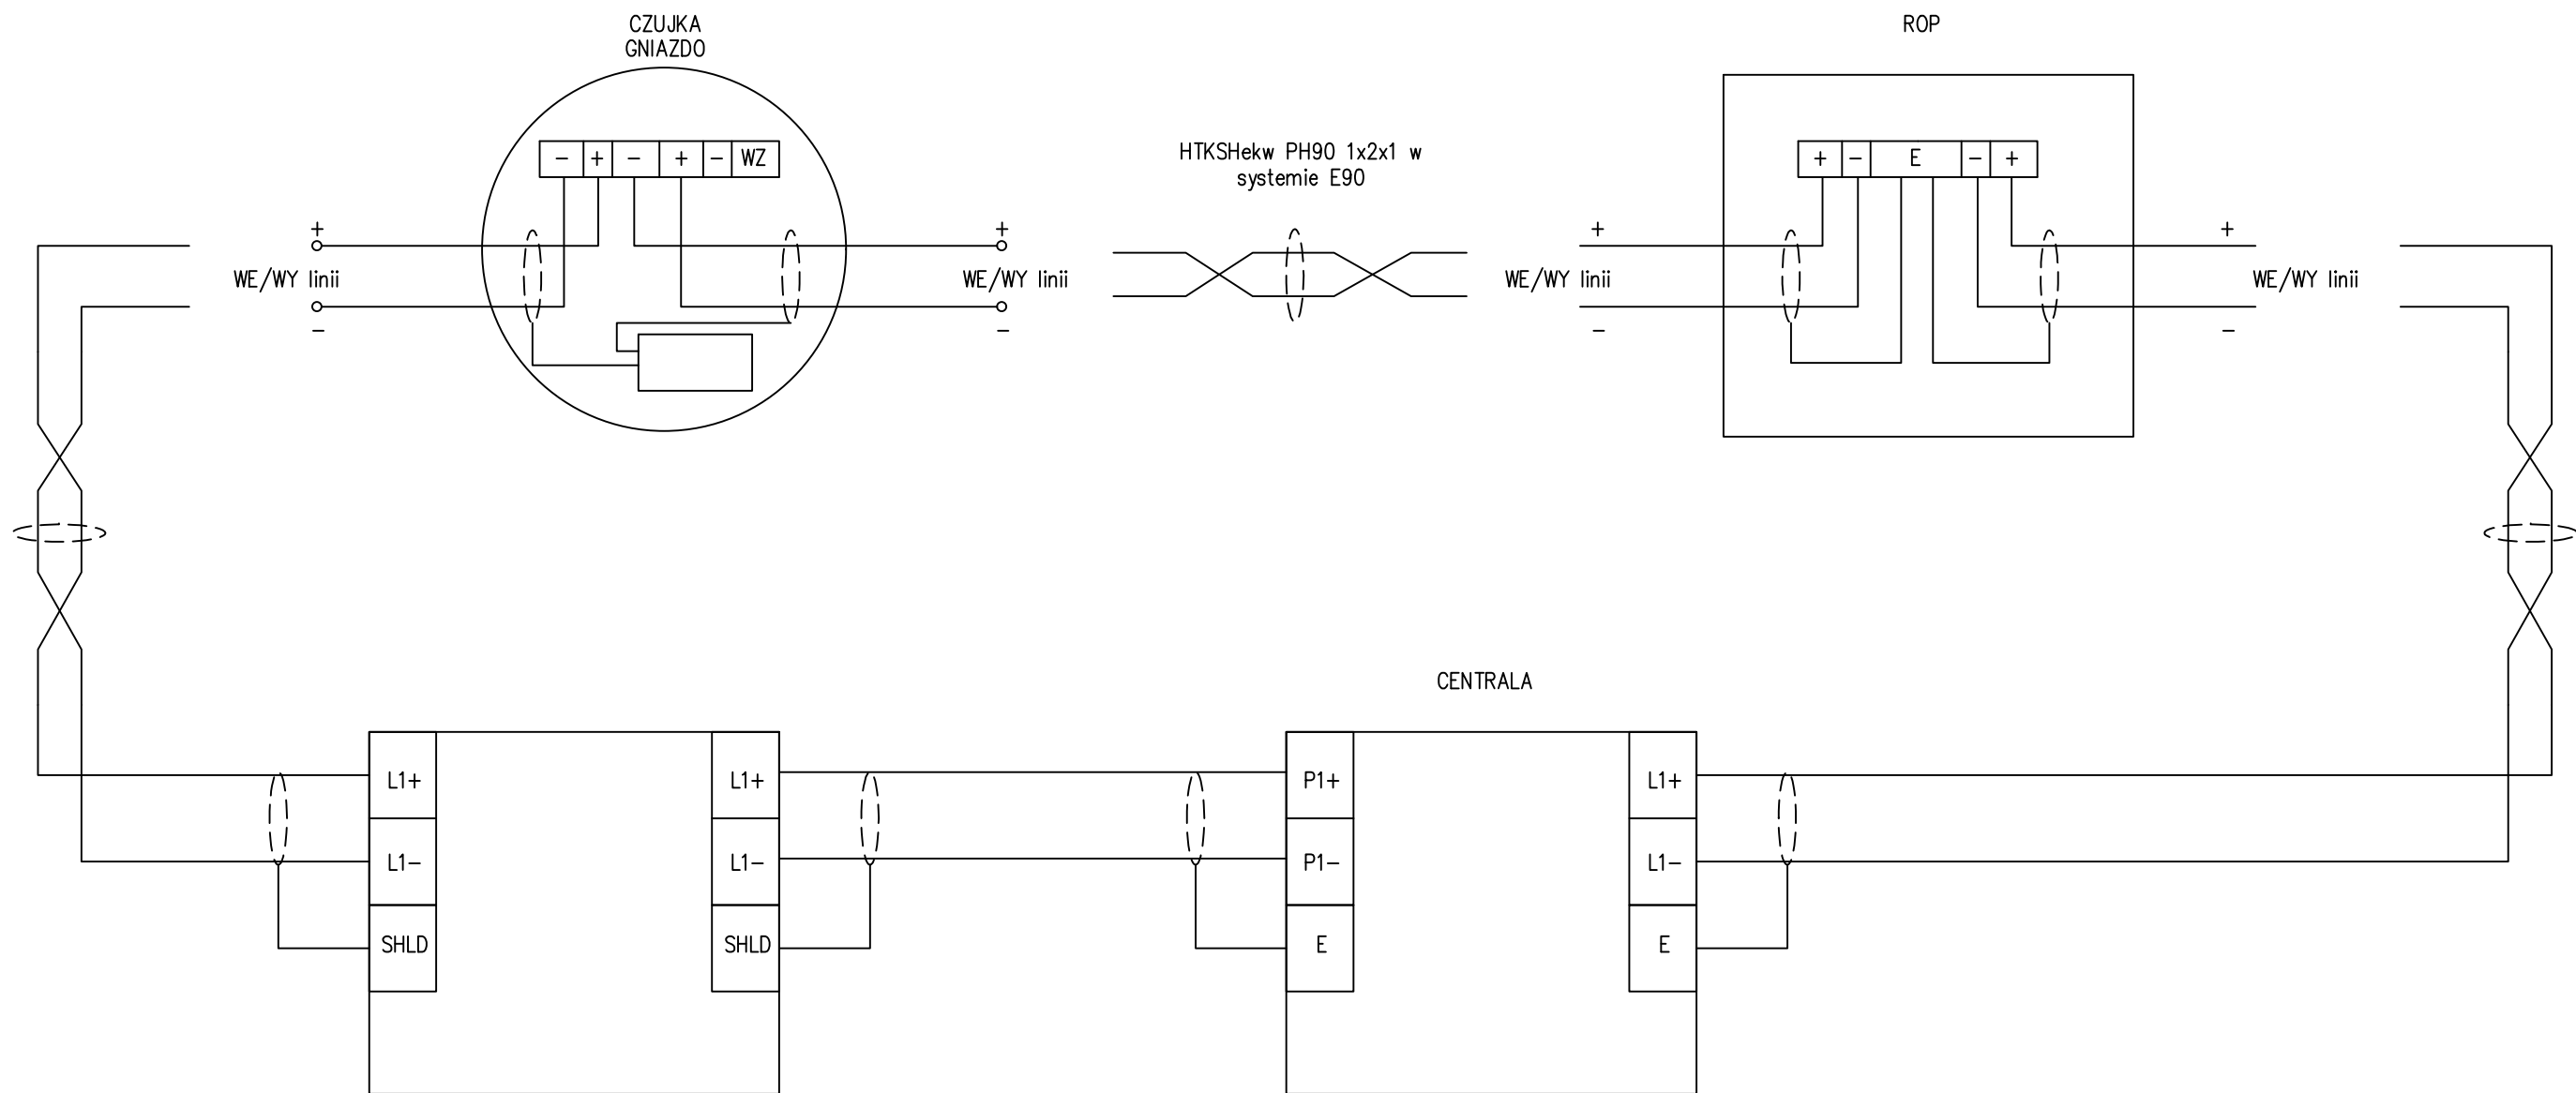 CZUJKA
GNIAZDO
ROP
- + - + - WZ
HTKSHekw PH90 1x2x1 w
systemie E90
+ - E - +
+ + + +
WE/WY linii WE/WY linii WE/WY linii WE/WY linii
- - - -
CENTRALA
L1+ L1+ P1+ L1+
L1- L1- P1- L1-
SHLD SHLD E E